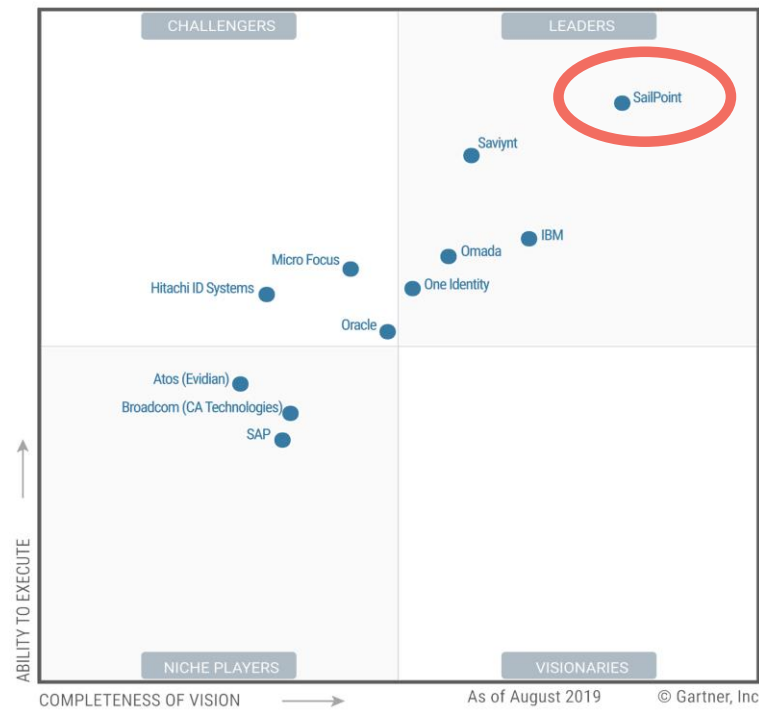 CHALLENGERS
LEADERS
SailPoint
Saviynt
IBM
Omada
Micro Focus
One Identity
Hitachi ID Systems
Oracle
Atos (Evidian)
Broadcom (CA Technologies)
SAP
ABILITY TO EXECUTE
NICHE PLAYERS
VISIONARIES
COMPLETENESS OF VISION
As of August 2019
© Gartner, Inc